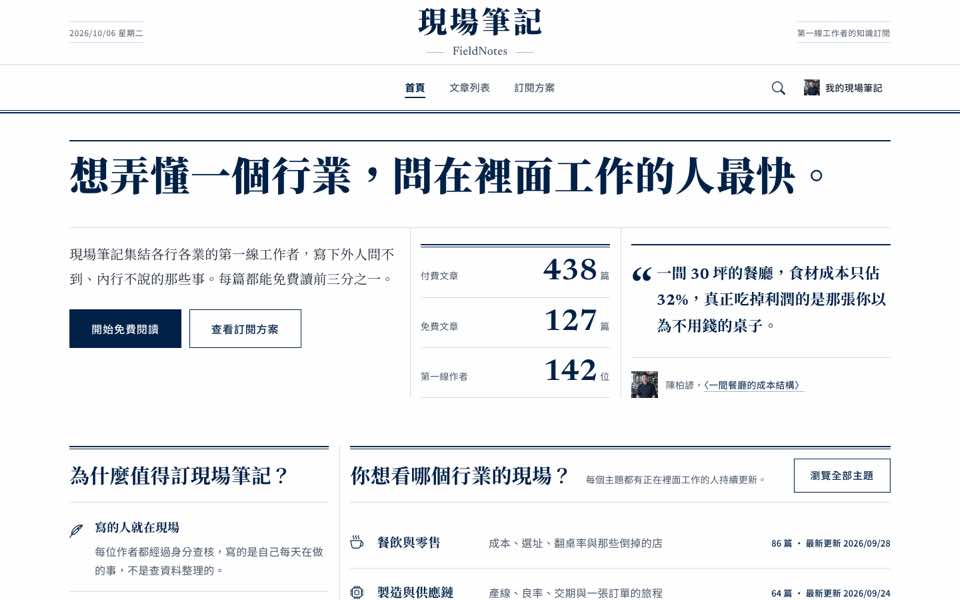 2026/10/06 星期二
現場筆記
FieldNotes
第一線工作者的知識訂閱
首頁
文章列表
訂閱方案
我的現場筆記
想弄懂一個行業，問在裡面工作的人最快。
現場筆記集結各行各業的第一線工作者，寫下外人問不
到、內行不說的那些事。每篇都能免費讀前三分之一。
開始免費閱讀
查看訂閱方案
付費文章
438 篇
免費文章
127 篇
第一線作者
142 位
“一間 30 坪的餐廳，食材成本只佔
32%，真正吃掉利潤的是那張你以
為不用錢的桌子。
陳柏諺，〈一間餐廳的成本結構〉
為什麼值得訂現場筆記？
寫的人就在現場
每位作者都經過身分查核，寫的是自己每天在做
的事，不是查資料整理的。
你想看哪個行業的現場？
每個主題都有正在裡面工作的人持續更新。
瀏覽全部主題
餐飲與零售
成本、選址、翻桌率與那些倒掉的店
86 篇 · 最新更新 2026/09/28
製造與供應鏈
產線、良率、交期與一張訂單的旅程
64 篇 · 最新更新 2026/09/24